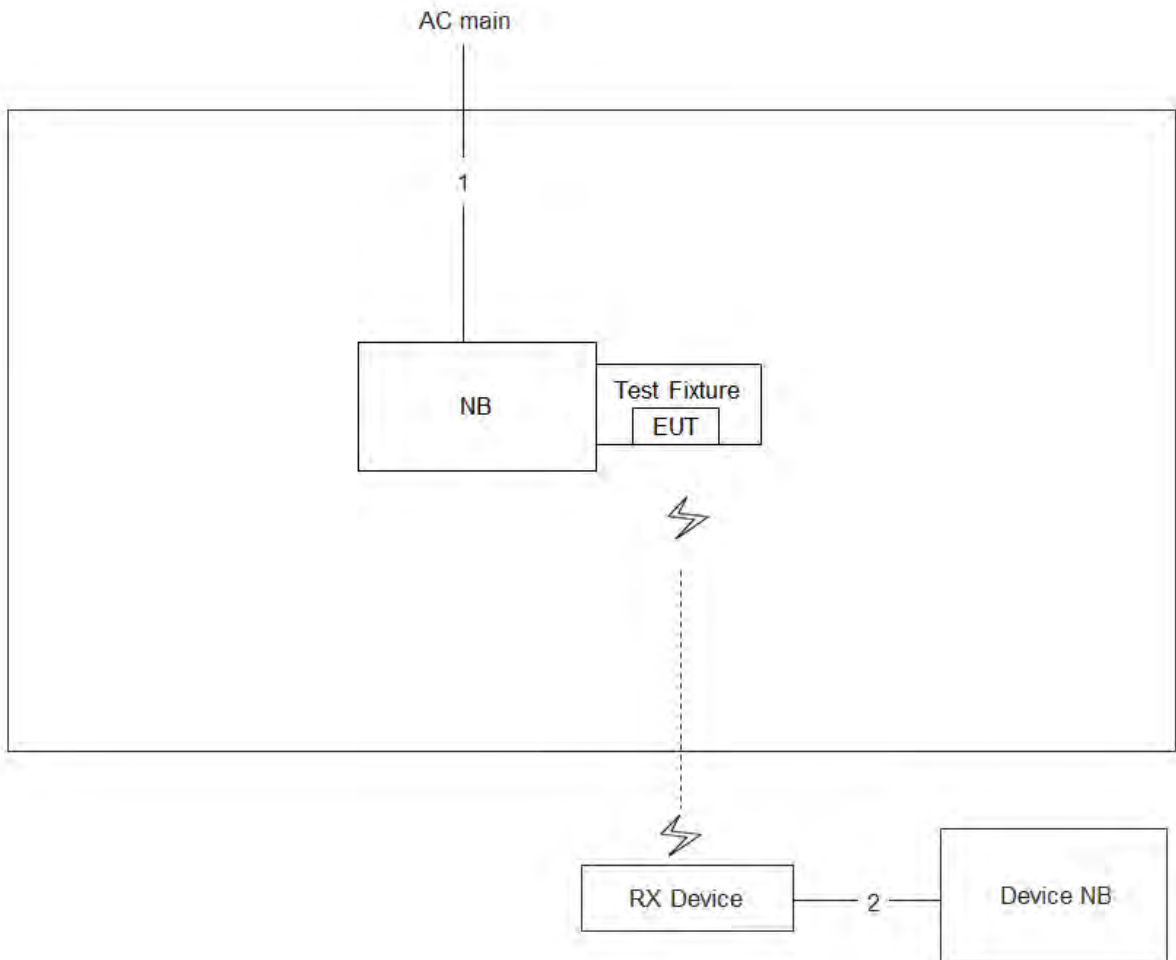 AC main
1
NB
Test Fixture
EUT
RX Device
2
Device NB